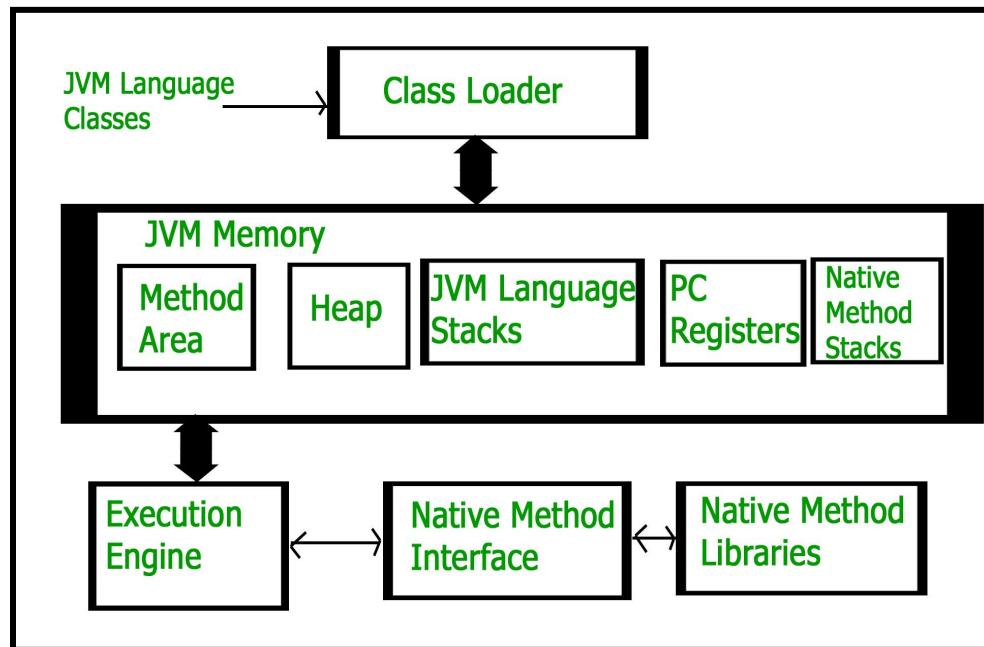 JVM Language
Classes
Class Loader
JVM Memory
Method
Area
Heap
JVM Language
Stacks
PC
Registers
Native
Method
Stacks
Execution
Engine
Native Method
Interface
Native Method
Libraries